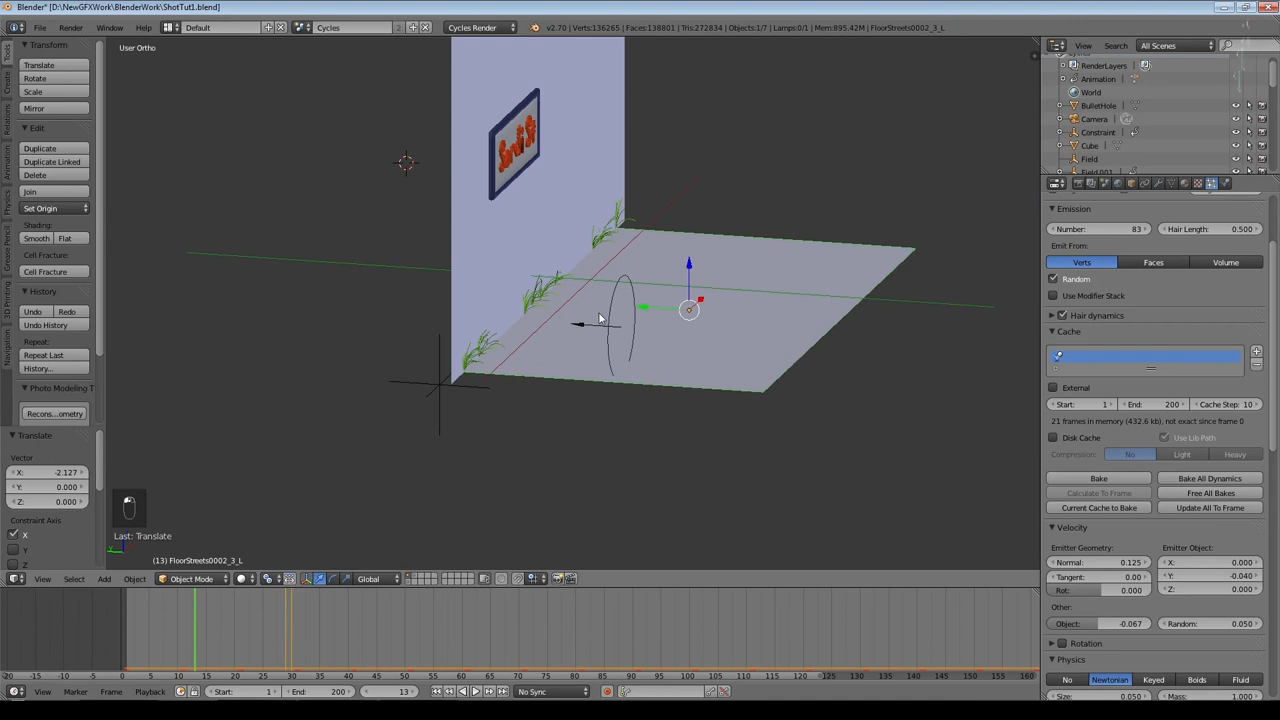 Blender* [D:\NewGFXWork\BlenderWork\ShotTut1.blend]
File Render Window Help Default Cycles 2 Cycles Render v2.70 | Verts:136265 | Faces:138801 | Tris:272834 | Objects:1/7 | Lamps:0/1 | Mem:895.42M | FloorStreets0002_3_L
Tools
Create
Relations
Animation
Physics
Grease Pencil
3D Printing
Navigation
Transform
Translate
Rotate
Scale
Mirror
Edit
Duplicate
Duplicate Linked
Delete
Join
Set Origin
Shading:
Smooth Flat
Cell Fracture:
Cell Fracture
History
Undo Redo
Undo History
Repeat:
Repeat Last
History...
Photo Modeling T
Recons...ometry
Translate
Vector
X: -2.127
Y: 0.000
Z: 0.000
Constraint Axis
X
Y
Z
User Ortho
Last: Translate
(13) FloorStreets0002_3_L
View Select Add Object Object Mode Global
-20 -15 -10 -5 0 5 10 15 20 25 30 35 40 45 50 55 60 65 70 75 80 85 90 95 100 105 110 115 120 125 130 135 140 145 150 155 160
View Marker Frame Playback Start: 1 End: 200 13 No Sync
View Search All Scenes
RenderLayers
Animation
World
BulletHole
Camera
Constraint
Cube
Field
Field.001
Emission
Number: 83 Hair Length: 0.500
Emit From:
Verts Faces Volume
Random
Use Modifier Stack
Hair dynamics
Cache
External
Start: 1 End: 200 Cache Step: 10
21 frames in memory (432.6 kb), not exact since frame 0
Disk Cache Use Lib Path
Compression: No Light Heavy
Bake Bake All Dynamics
Calculate To Frame Free All Bakes
Current Cache to Bake Update All To Frame
Velocity
Emitter Geometry: Emitter Object:
Normal: 0.125 X: 0.000
Tangent: 0.00 Y: -0.040
Rot: 0.000 Z: 0.000
Other:
Object: -0.067 Random: 0.050
Rotation
Physics
No Newtonian Keyed Boids Fluid
Size: 0.050 Mass: 1.000